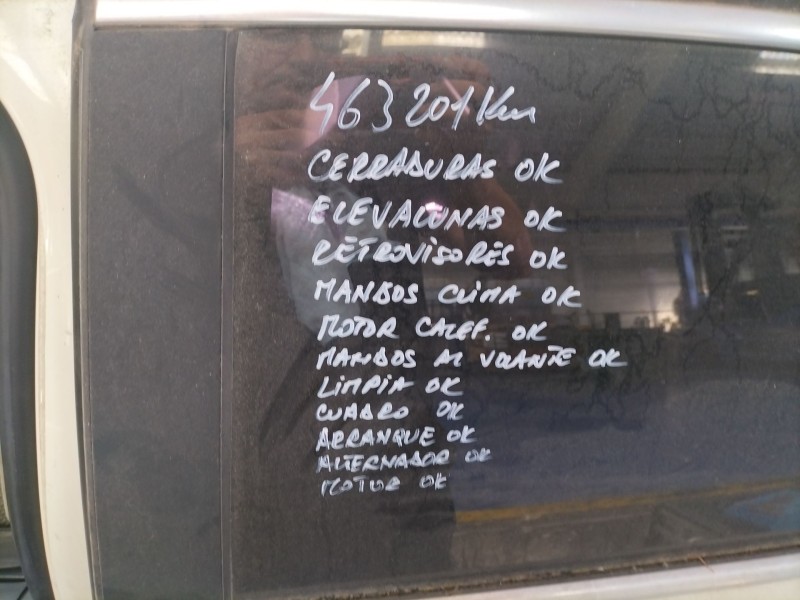 463201 Km
CERRADURAS OK
ELEVALUNAS OK
RETROVISORES OK
MANDOS CLIMA OK
MOTOR CALEF. OK
MANDOS AL VOLANTE OK
LIMPIA OK
CUADRO OK
ARRANQUE OK
ALTERNADOR OK
MOTOR OK